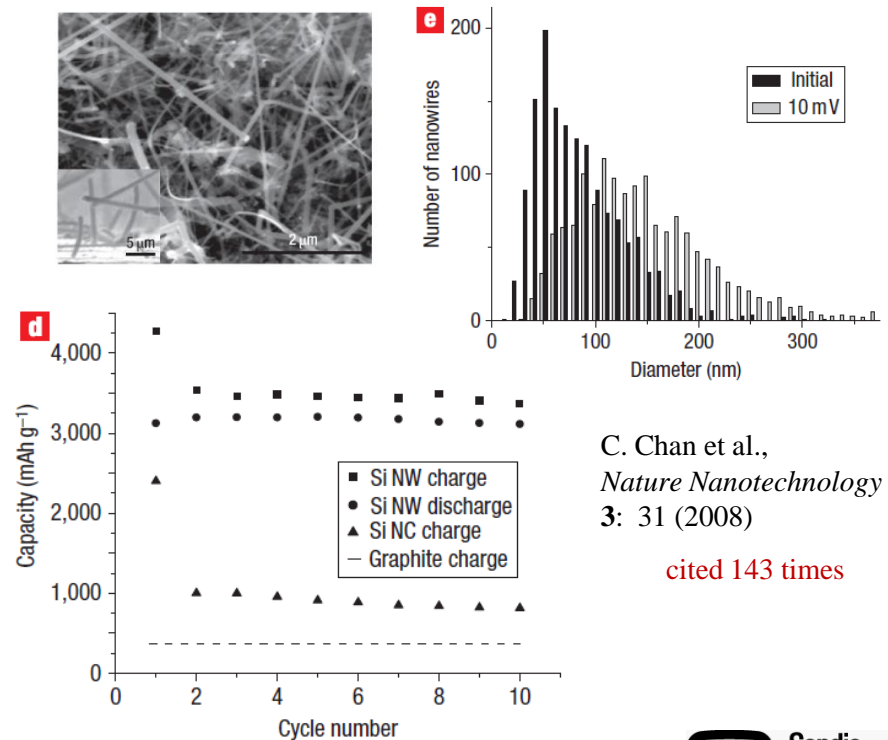 5 µm
2 µm
e
200
100
0
Number of nanowires
Initial
10 mV
0
100
200
300
Diameter (nm)
d
4,000
3,000
2,000
1,000
0
Capacity (mAh g⁻¹)
Si NW charge
Si NW discharge
Si NC charge
Graphite charge
0
2
4
6
8
10
Cycle number
C. Chan et al.,
Nature Nanotechnology
3: 31 (2008)
cited 143 times